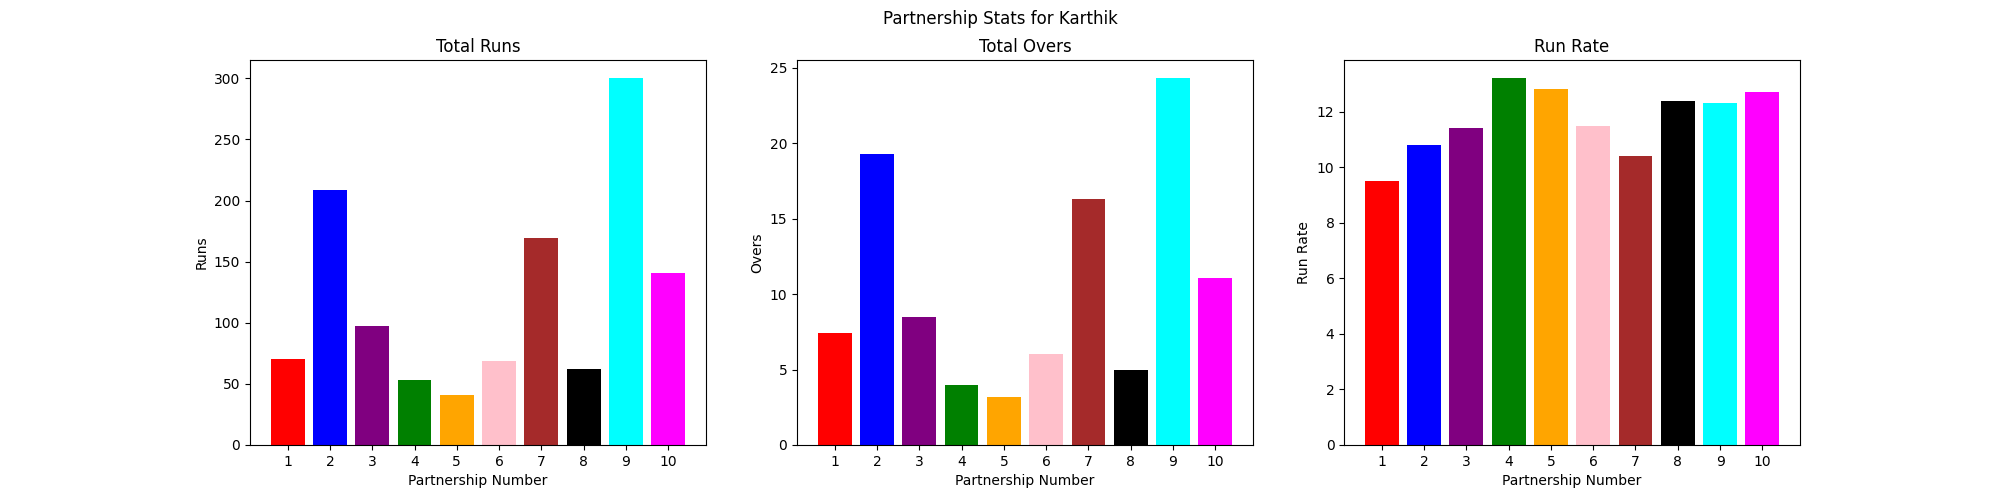 Partnership Stats for Karthik
Total Runs
Runs
300
250
200
150
100
50
0
1 2 3 4 5 6 7 8 9 10
Partnership Number
Total Overs
Overs
25
20
15
10
5
0
1 2 3 4 5 6 7 8 9 10
Partnership Number
Run Rate
Run Rate
12
10
8
6
4
2
0
1 2 3 4 5 6 7 8 9 10
Partnership Number